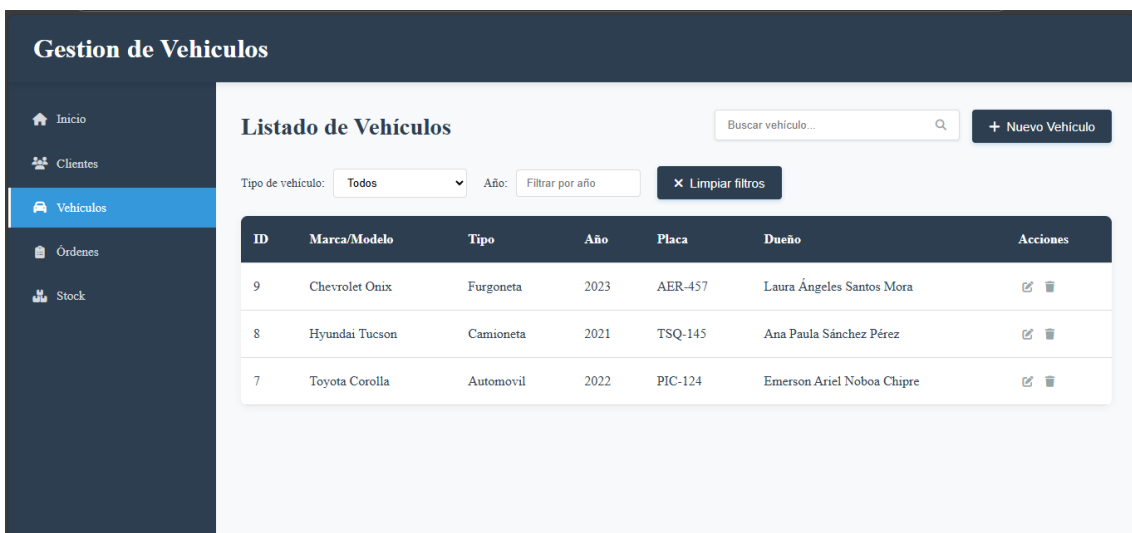 Gestion de Vehiculos
Inicio
Clientes
Vehiculos
Órdenes
Stock
Listado de Vehículos
Buscar vehículo...
+ Nuevo Vehículo
Tipo de vehículo: Todos Año: Filtrar por año × Limpiar filtros
ID Marca/Modelo Tipo Año Placa Dueño Acciones
9 Chevrolet Onix Furgoneta 2023 AER-457 Laura Ángeles Santos Mora
8 Hyundai Tucson Camioneta 2021 TSQ-145 Ana Paula Sánchez Pérez
7 Toyota Corolla Automovil 2022 PIC-124 Emerson Ariel Noboa Chipre